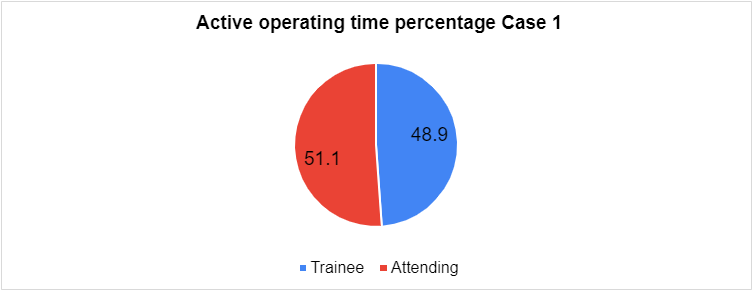 Active operating time percentage Case 1
48.9
51.1
Trainee Attending